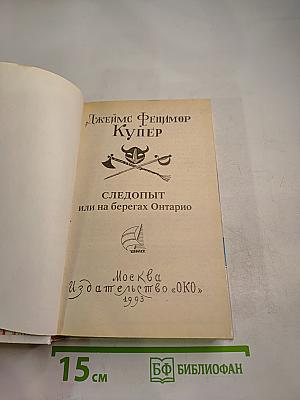 Джеймс Фенимор
Купер
СЛЕДОПЫТ
или на берегах Онтарио
Москва
Издательство «ОКО»
1993
15 см
БФ БИБЛИОФАН